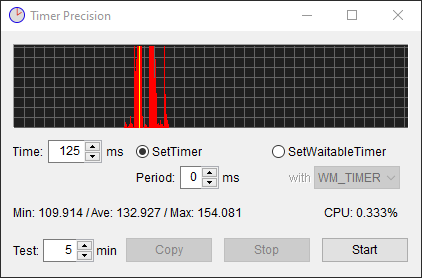 Timer Precision
Time: 125 ms SetTimer SetWaitableTimer
Period: 0 ms with WM_TIMER
Min: 109.914 / Ave: 132.927 / Max: 154.081 CPU: 0.333%
Test: 5 min Copy Stop Start